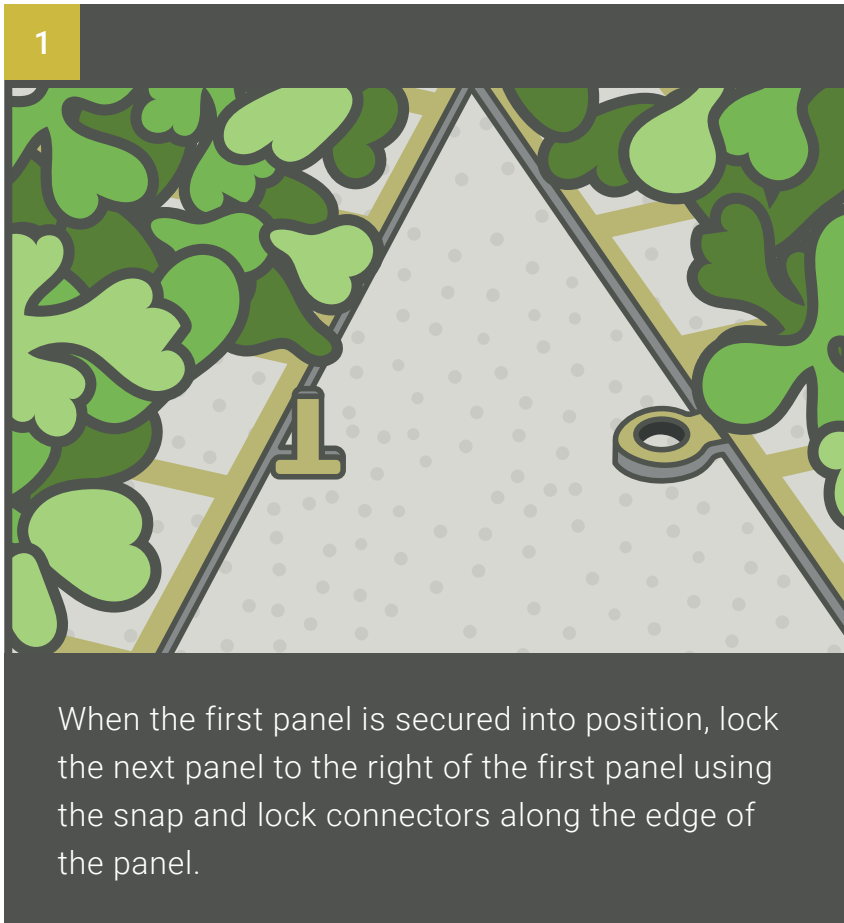 1
When the first panel is secured into position, lock
the next panel to the right of the first panel using
the snap and lock connectors along the edge of
the panel.